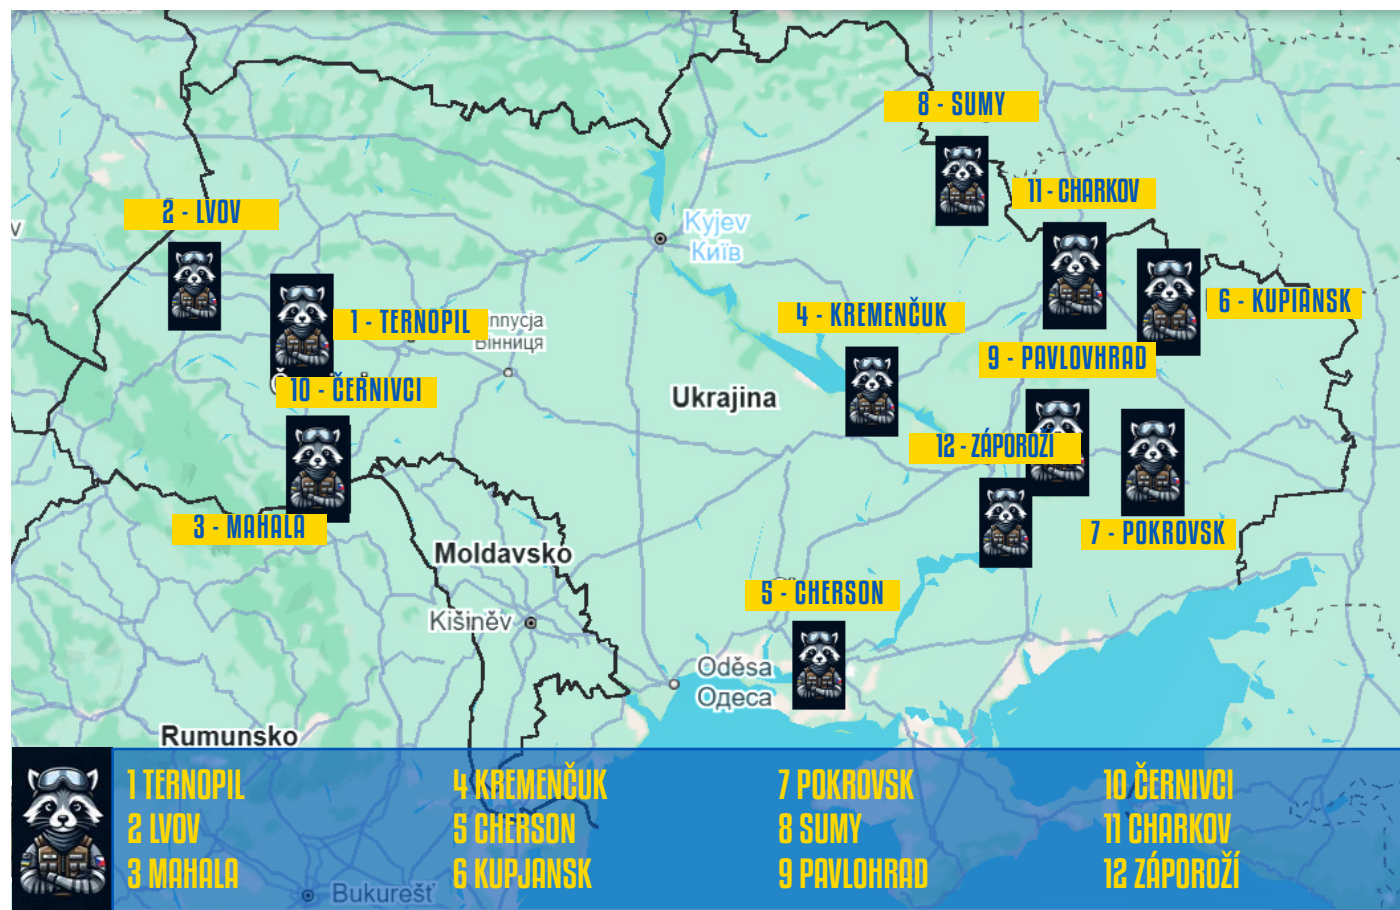 8 - SUMY
11 - CHARKOV
2 - LVOV
Kyjev
Київ
6 - KUPIANSK
4 - KREMENČUK
1 - TERNOPIL
nnycja
Вінниця
9 - PAVLOVHRAD
10 - ČERNIVCI
Ukrajina
12 - ZÁPOROŽÍ
3 - MAHALA
7 - POKROVSK
Moldavsko
5 - CHERSON
Kišiněv
Oděsa
Одеса
Rumunsko
1 TERNOPIL
2 LVOV
3 MAHALA
4 KREMENČUK
5 CHERSON
6 KUPJANSK
7 POKROVSK
8 SUMY
9 PAVLOHRAD
10 ČERNIVCI
11 CHARKOV
12 ZÁPOROŽÍ
Bukurešť